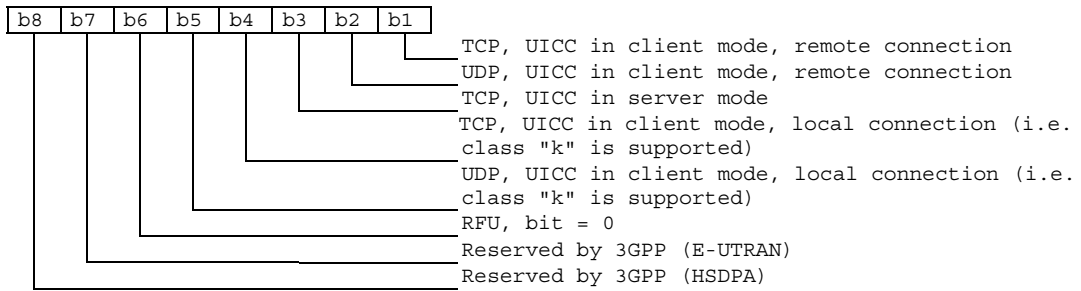 b8 b7 b6 b5 b4 b3 b2 b1
TCP, UICC in client mode, remote connection
UDP, UICC in client mode, remote connection
TCP, UICC in server mode
TCP, UICC in client mode, local connection (i.e.
class "k" is supported)
UDP, UICC in client mode, local connection (i.e.
class "k" is supported)
RFU, bit = 0
Reserved by 3GPP (E-UTRAN)
Reserved by 3GPP (HSDPA)